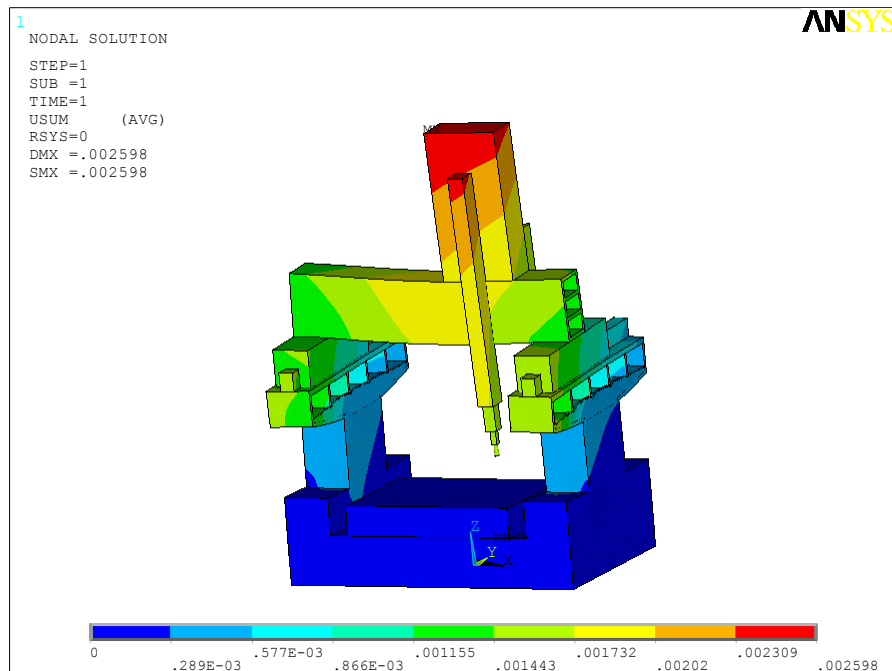 1
ANSYS
NODAL SOLUTION
STEP=1
SUB =1
TIME=1
USUM (AVG)
RSYS=0
DMX =.002598
SMX =.002598
Z
Y
X
0 .577E-03 .001155 .001732 .002309
.289E-03 .866E-03 .001443 .00202 .002598